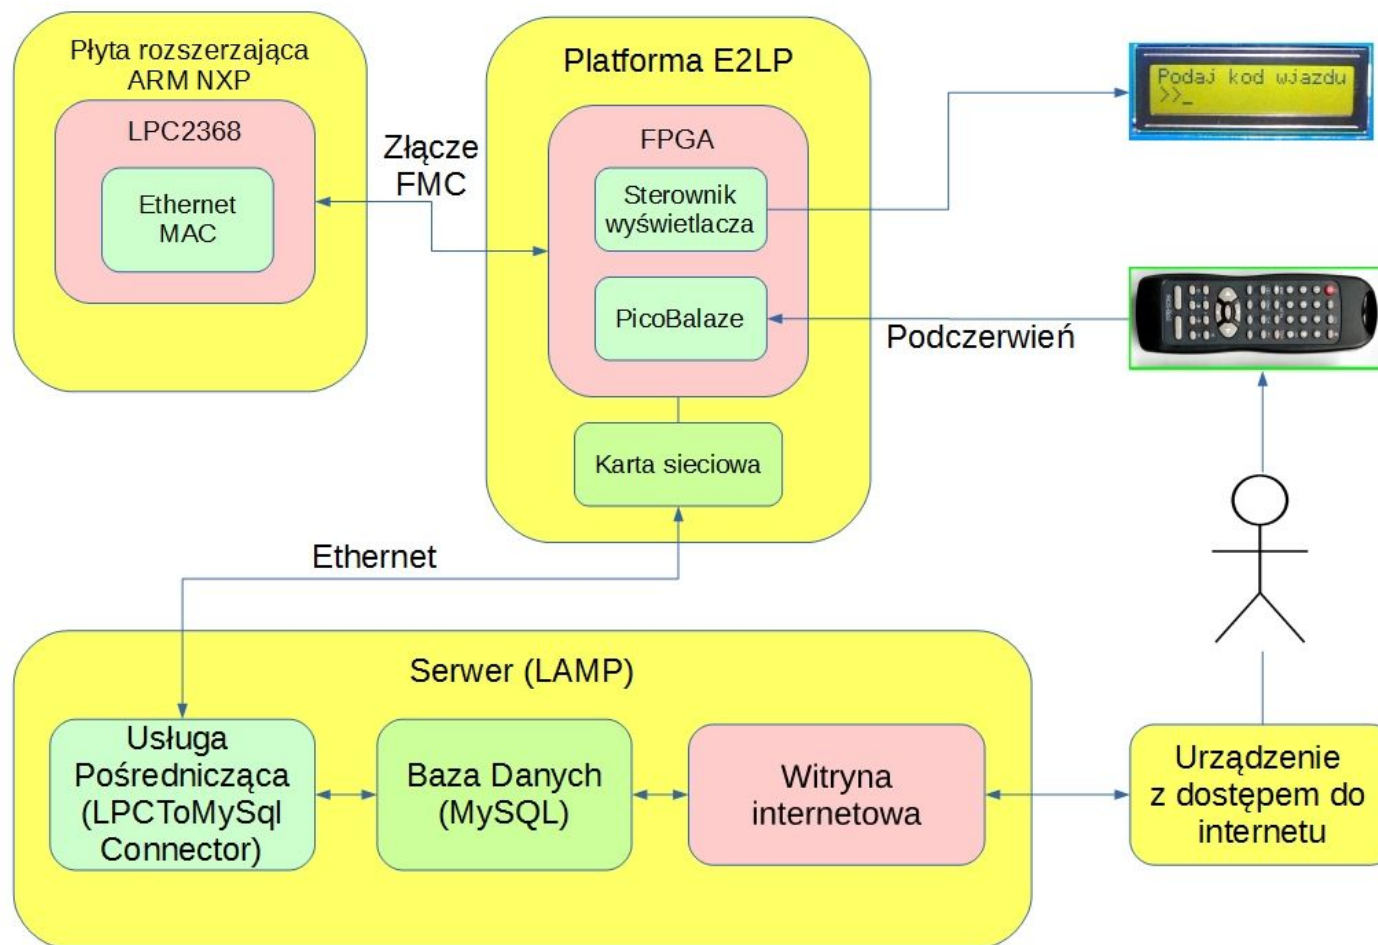 Płyta rozszerzająca
ARM NXP
LPC2368
Ethernet
MAC
Złącze
FMC
Platforma E2LP
FPGA
Sterownik
wyświetlacza
PicoBalaze
Karta sieciowa
Podaj kod wjazdu
>>_
Podczerwień
Ethernet
Serwer (LAMP)
Usługa
Pośrednicząca
(LPCToMySql
Connector)
Baza Danych
(MySQL)
Witryna
internetowa
Urządzenie
z dostępem do
internetu